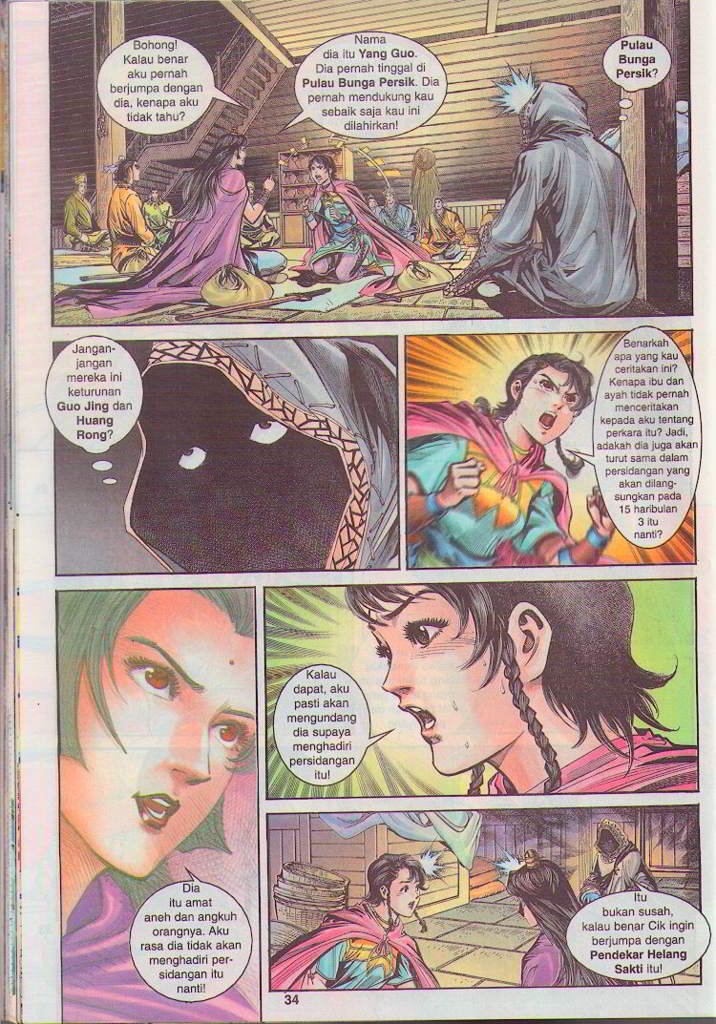 Bohong!
Kalau benar
aku pernah
berjumpa dengan
dia, kenapa aku
tidak tahu?
Nama
dia itu Yang Guo.
Dia pernah tinggal di
Pulau Bunga Persik. Dia
pernah mendukung kau
sebaik saja kau ini
dilahirkan!
Pulau
Bunga
Persik?
Jangan-
jangan
mereka ini
keturunan
Guo Jing dan
Huang
Rong?
Benarkah
apa yang kau
ceritakan ini?
Kenapa ibu dan
ayah tidak pernah
menceritakan
kepada aku tentang
perkara itu? Jadi,
adakah dia juga akan
turut sama dalam
persidangan yang
akan dilang-
sungkan pada
15 haribulan
3 itu
nanti?
Dia
itu amat
aneh dan angkuh
orangnya. Aku
rasa dia tidak akan
menghadiri per-
sidangan itu
nanti!
Kalau
dapat, aku
pasti akan
mengundang
dia supaya
menghadiri
persidangan
itu!
Itu
bukan susah,
kalau benar Cik ingin
berjumpa dengan
Pendekar Helang
Sakti itu!
34